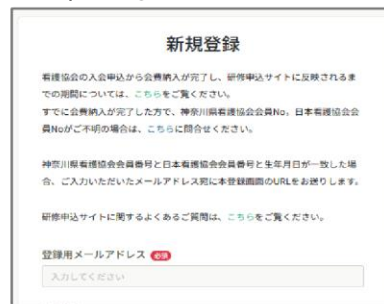 新規登録
看護協会の入会申込から会費納入が完了し、研修申込サイトに反映されるま
での期間については、こちらをご覧ください。
すでに会費納入が完了した方で、神奈川県看護協会会員No、日本看護協会会
員Noがご不明の場合は、こちらに問合せください。
神奈川県看護協会会員番号と日本看護協会会員番号と生年月日が一致した場
合、ご入力いただいたメールアドレス宛に本登録画面のURLをお送りします。
研修申込サイトに関するよくあるご質問は、こちらをご覧ください。
登録用メールアドレス 必須
入力してください